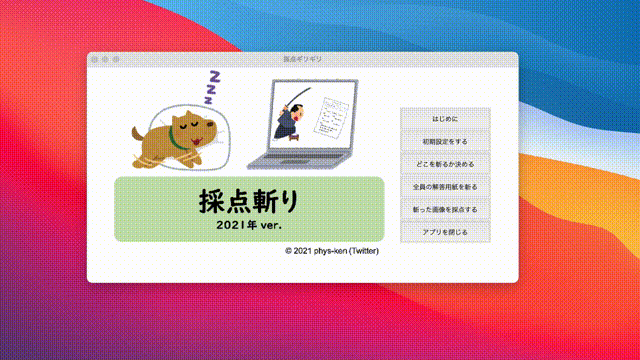 採点ギリギリ
z
z
z
採点斬り
2021年 ver.
© 2021 phys-ken (Twitter)
はじめに
初期設定をする
どこを斬るか決める
全員の解答用紙を斬る
斬った画像を採点する
アプリを閉じる